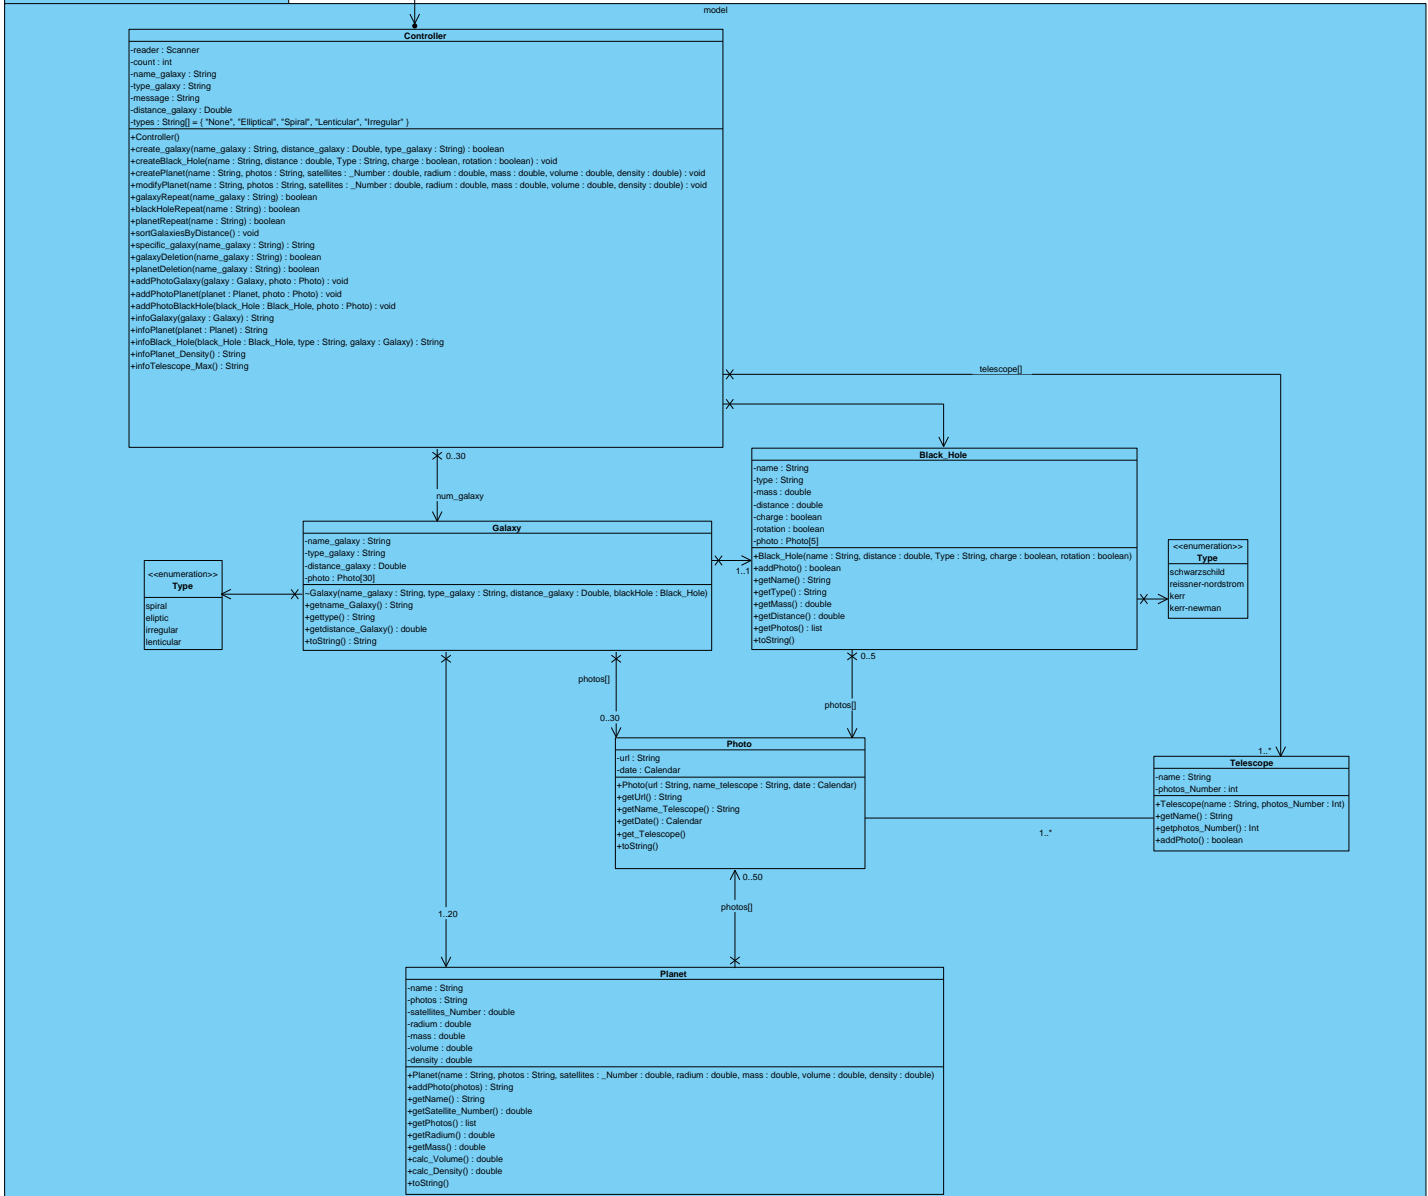 model
Controller
-reader : Scanner
-count : int
-name_galaxy : String
-type_galaxy : String
-message : String
-distance_galaxy : Double
-types : String[] = { "None", "Elliptical", "Spiral", "Lenticular", "Irregular" }
+Controller()
+create_galaxy(name_galaxy : String, distance_galaxy : Double, type_galaxy : String) : boolean
+createBlack_Hole(name : String, distance : double, Type : String, charge : boolean, rotation : boolean) : void
+createPlanet(name : String, photos : String, satellites : _Number : double, radium : double, mass : double, volume : double, density : double) : void
+modifyPlanet(name : String, photos : String, satellites : _Number : double, radium : double, mass : double, volume : double, density : double) : void
+galaxyRepeat(name_galaxy : String) : boolean
+blackHoleRepeat(name : String) : boolean
+planetRepeat(name : String) : boolean
+sortGalaxiesByDistance() : void
+specific_galaxy(name_galaxy : String) : String
+galaxyDeletion(name_galaxy : String) : boolean
+planetDeletion(name_galaxy : String) : boolean
+addPhotoGalaxy(galaxy : Galaxy, photo : Photo) : void
+addPhotoPlanet(planet : Planet, photo : Photo) : void
+addPhotoBlackHole(black_Hole : Black_Hole, photo : Photo) : void
+infoGalaxy(galaxy : Galaxy) : String
+infoPlanet(planet : Planet) : String
+infoBlack_Hole(black_Hole : Black_Hole, type : String, galaxy : Galaxy) : String
+infoPlanet_Density() : String
+infoTelescope_Max() : String
telescope[]
0..30
num_galaxy
Black_Hole
-name : String
-type : String
-mass : double
-distance : double
-charge : boolean
-rotation : boolean
-photo : Photo[5]
+Black_Hole(name : String, distance : double, Type : String, charge : boolean, rotation : boolean)
+addPhoto() : boolean
+getName() : String
+getType() : String
+getMass() : double
+getDistance() : double
+getPhotos() : list
+toString()
Galaxy
-name_galaxy : String
-type_galaxy : String
-distance_galaxy : Double
-photo : Photo[30]
~Galaxy(name_galaxy : String, type_galaxy : String, distance_galaxy : Double, blackHole : Black_Hole)
+getname_Galaxy() : String
+gettype() : String
+getdistance_Galaxy() : double
+toString() : String
1..1
<<enumeration>>
Type
spiral
eliptic
irregular
lenticular
<<enumeration>>
Type
schwarzschild
reissner-nordstrom
kerr
kerr-newman
0..5
photos[]
photos[]
0..30
Photo
-url : String
-date : Calendar
+Photo(url : String, name_telescope : String, date : Calendar)
+getUrl() : String
+getName_Telescope() : String
+getDate() : Calendar
+get_Telescope()
+toString()
1..*
Telescope
-name : String
-photos_Number : int
+Telescope(name : String, photos_Number : Int)
+getName() : String
+getphotos_Number() : Int
+addPhoto() : boolean
1..*
0..50
photos[]
1..20
Planet
-name : String
-photos : String
-satellites_Number : double
-radium : double
-mass : double
-volume : double
-density : double
+Planet(name : String, photos : String, satellites : _Number : double, radium : double, mass : double, volume : double, density : double)
+addPhoto(photos) : String
+getName() : String
+getSatellite_Number() : double
+getPhotos() : list
+getRadium() : double
+getMass() : double
+calc_Volume() : double
+calc_Density() : double
+toString()